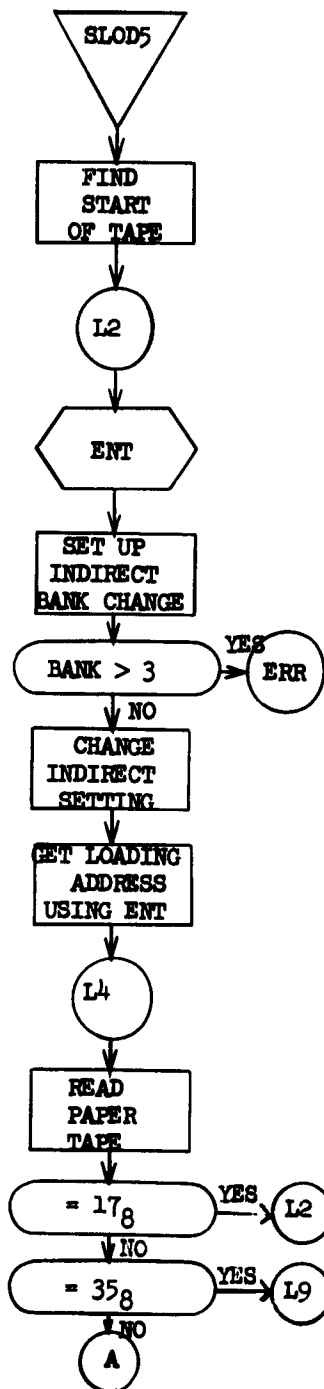 SLOD5
FIND
START
OF TAPE
L2
ENT
SET UP
INDIRECT
BANK CHANGE
BANK > 3
YES
ERR
NO
CHANGE
INDIRECT
SETTING
GET LOADING
ADDRESS
USING ENT
L4
READ
PAPER
TAPE
= 17₈
YES
L2
NO
= 35₈
YES
L9
NO
A